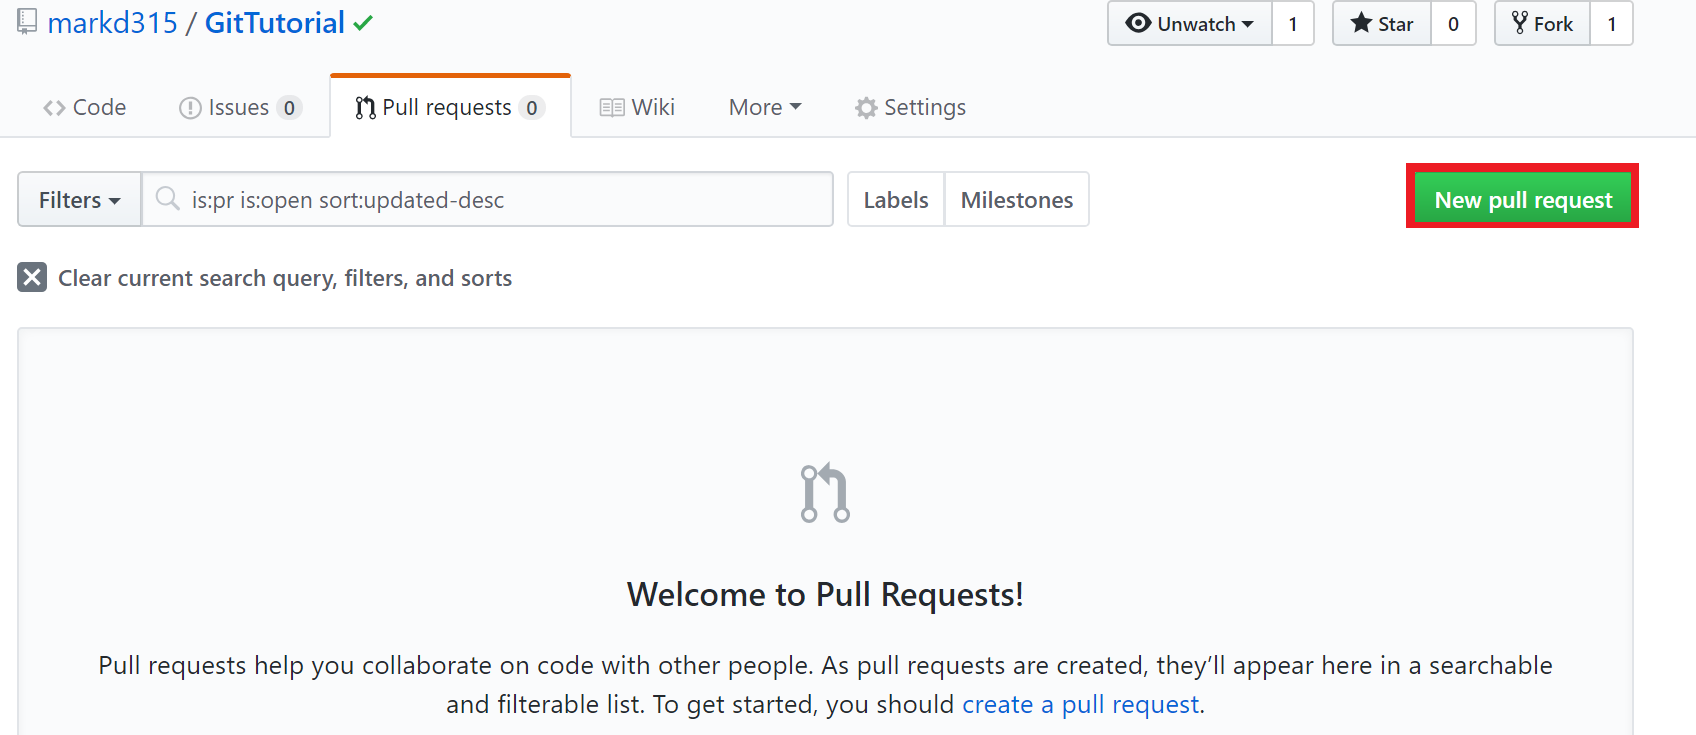 markd315 / GitTutorial
Unwatch 1 Star 0 Fork 1
Code Issues 0 Pull requests 0 Wiki More Settings
Filters is:pr is:open sort:updated-desc Labels Milestones New pull request
Clear current search query, filters, and sorts
Welcome to Pull Requests!
Pull requests help you collaborate on code with other people. As pull requests are created, they’ll appear here in a searchable
and filterable list. To get started, you should create a pull request.